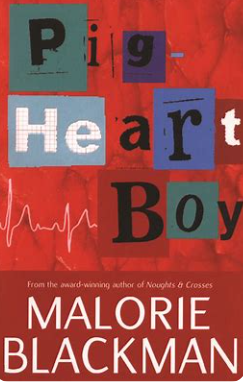 Pig-
Heart
Boy
From the award-winning author of Noughts & Crosses
MALORIE
BLACKMAN